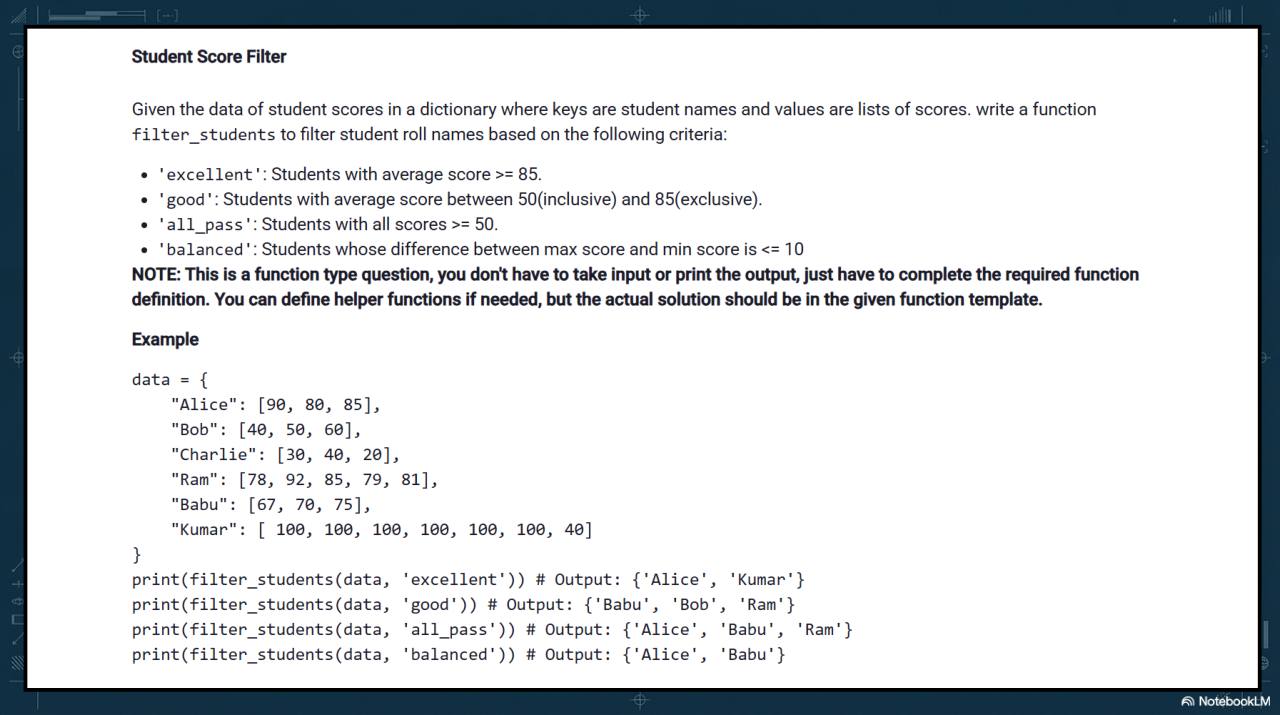 Student Score Filter
Given the data of student scores in a dictionary where keys are student names and values are lists of scores. write a function
filter_students to filter student roll names based on the following criteria:
• 'excellent': Students with average score >= 85.
• 'good': Students with average score between 50(inclusive) and 85(exclusive).
• 'all_pass': Students with all scores >= 50.
• 'balanced': Students whose difference between max score and min score is <= 10
NOTE: This is a function type question, you don't have to take input or print the output, just have to complete the required function
definition. You can define helper functions if needed, but the actual solution should be in the given function template.
Example
data = {
    "Alice": [90, 80, 85],
    "Bob": [40, 50, 60],
    "Charlie": [30, 40, 20],
    "Ram": [78, 92, 85, 79, 81],
    "Babu": [67, 70, 75],
    "Kumar": [ 100, 100, 100, 100, 100, 100, 40]
}
print(filter_students(data, 'excellent')) # Output: {'Alice', 'Kumar'}
print(filter_students(data, 'good')) # Output: {'Babu', 'Bob', 'Ram'}
print(filter_students(data, 'all_pass')) # Output: {'Alice', 'Babu', 'Ram'}
print(filter_students(data, 'balanced')) # Output: {'Alice', 'Babu'}
NotebookLM